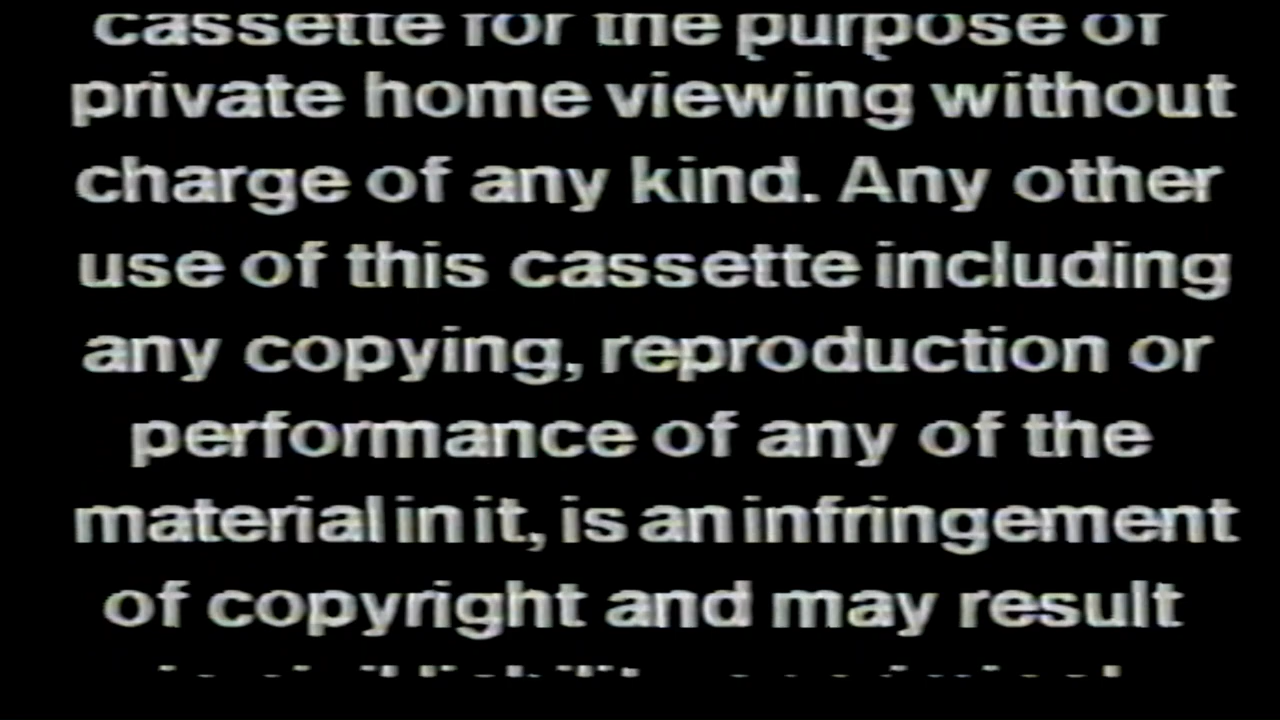 cassette for the purpose of
private home viewing without
charge of any kind. Any other
use of this cassette including
any copying, reproduction or
performance of any of the
material in it, is an infringement
of copyright and may result